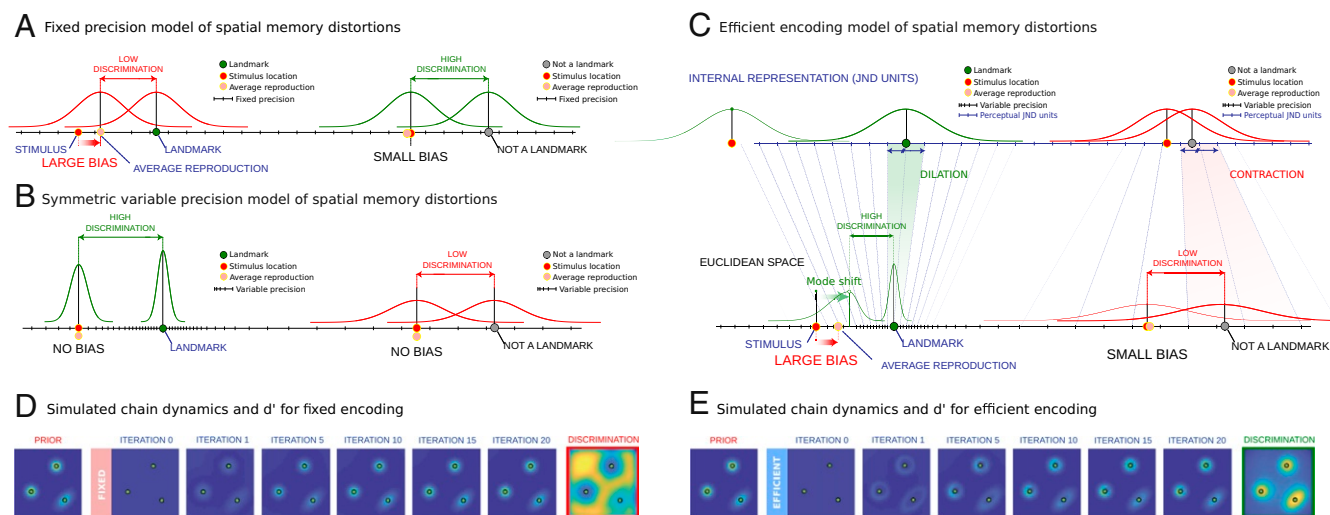 A Fixed precision model of spatial memory distortions
LOW
DISCRIMINATION
Landmark
Stimulus location
Average reproduction
Fixed precision
HIGH
DISCRIMINATION
Not a landmark
Stimulus location
Average reproduction
Fixed precision
STIMULUS
LARGE BIAS
LANDMARK
AVERAGE REPRODUCTION
SMALL BIAS
NOT A LANDMARK
B Symmetric variable precision model of spatial memory distortions
HIGH
DISCRIMINATION
Landmark
Stimulus location
Average reproduction
Variable precision
LOW
DISCRIMINATION
Not a landmark
Stimulus location
Average reproduction
Variable precision
NO BIAS
LANDMARK
NO BIAS
NOT A LANDMARK
C Efficient encoding model of spatial memory distortions
INTERNAL REPRESENTATION (JND UNITS)
Landmark
Stimulus location
Average reproduction
Variable precision
Perceptual JND units
Not a landmark
Stimulus location
Average reproduction
Variable precision
Perceptual JND units
DILATION
CONTRACTION
HIGH
DISCRIMINATION
EUCLIDEAN SPACE
Mode shift
LOW
DISCRIMINATION
STIMULUS
LARGE BIAS
LANDMARK
AVERAGE REPRODUCTION
SMALL BIAS
NOT A LANDMARK
D Simulated chain dynamics and d' for fixed encoding
PRIOR ITERATION 0 ITERATION 1 ITERATION 5 ITERATION 10 ITERATION 15 ITERATION 20 DISCRIMINATION
FIXED
E Simulated chain dynamics and d' for efficient encoding
PRIOR ITERATION 0 ITERATION 1 ITERATION 5 ITERATION 10 ITERATION 15 ITERATION 20 DISCRIMINATION
EFFICIENT